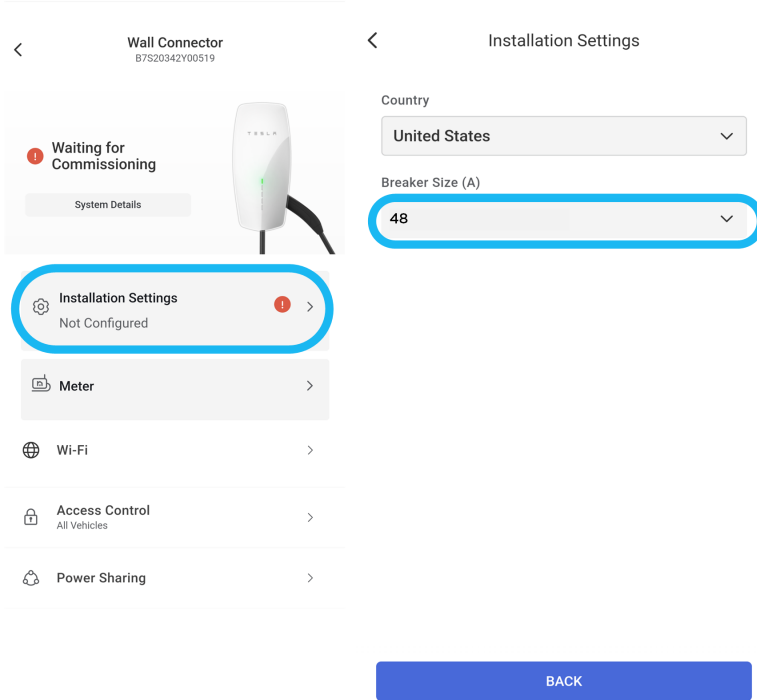 Wall Connector
B7S20342Y00519
TESLA
Waiting for
Commissioning
System Details
Installation Settings
Not Configured
Meter
Wi-Fi
Access Control
All Vehicles
Power Sharing
Installation Settings
Country
United States
Breaker Size (A)
48
BACK